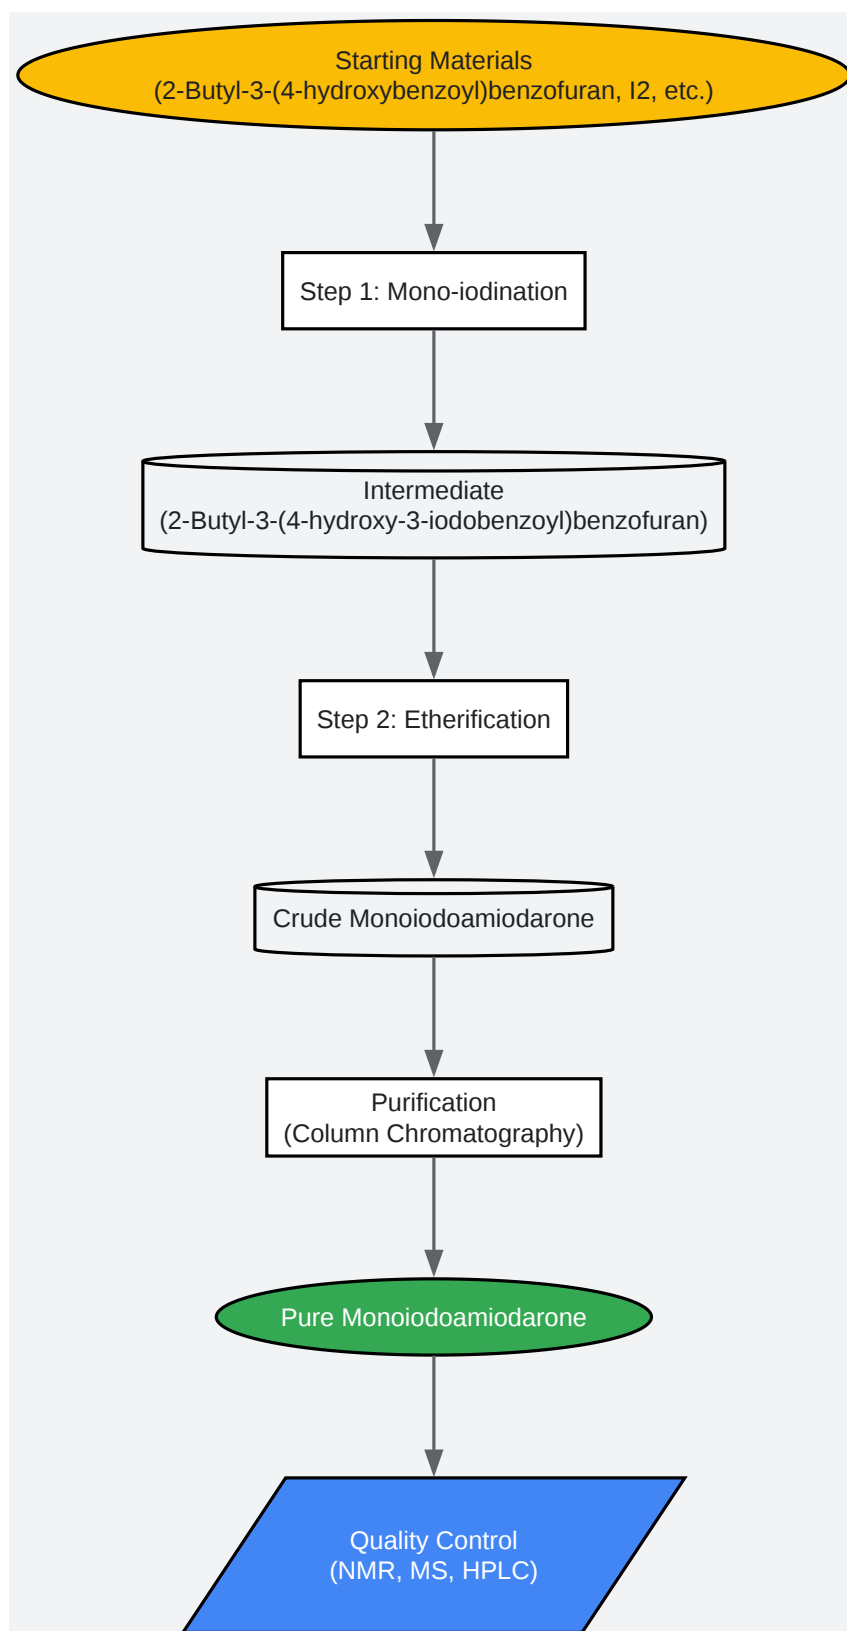 Starting Materials
(2-Butyl-3-(4-hydroxybenzoyl)benzofuran, I2, etc.)
Step 1: Mono-iodination
Intermediate
(2-Butyl-3-(4-hydroxy-3-iodobenzoyl)benzofuran)
Step 2: Etherification
Crude Monoiodoamiodarone
Purification
(Column Chromatography)
Pure Monoiodoamiodarone
Quality Control
(NMR, MS, HPLC)